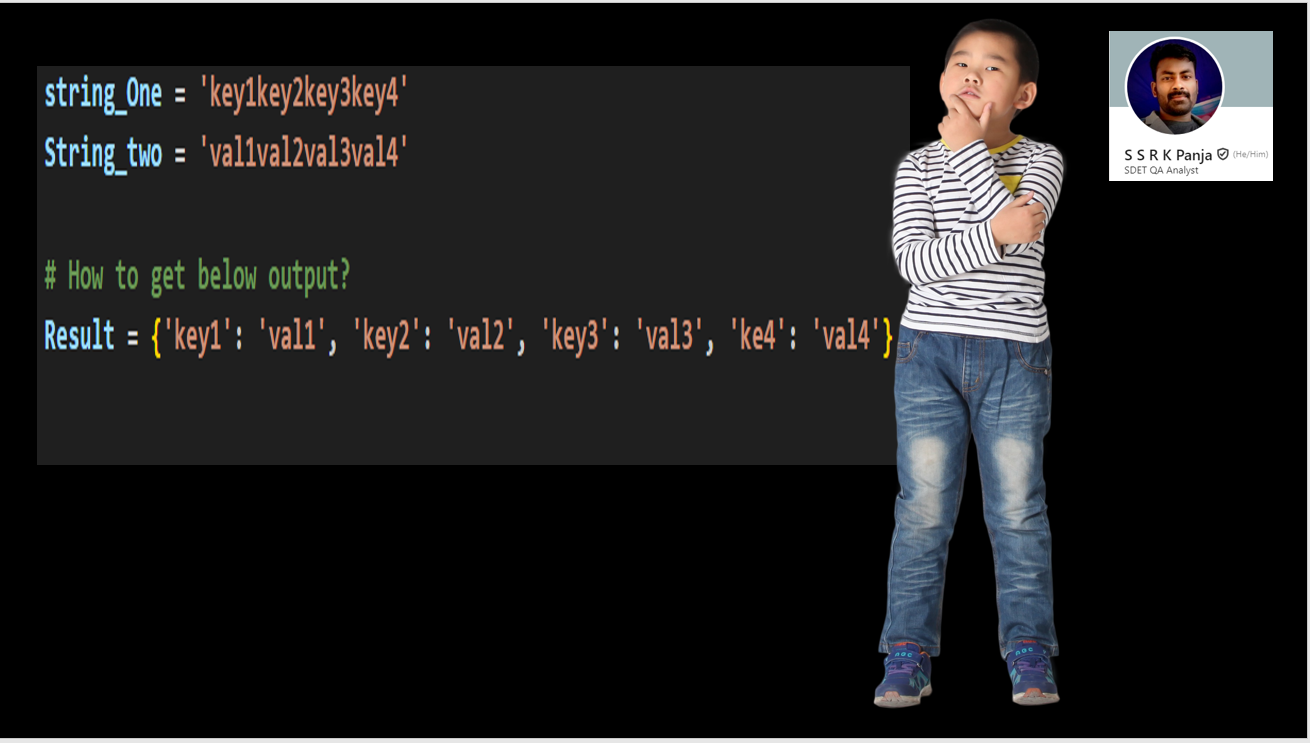 string_One = 'key1key2key3key4'
String_two = 'val1val2val3val4'
# How to get below output?
Result = {'key1': 'val1', 'key2': 'val2', 'key3': 'val3', 'ke4': 'val4'}
S S R K Panja (He/Him)
SDET QA Analyst